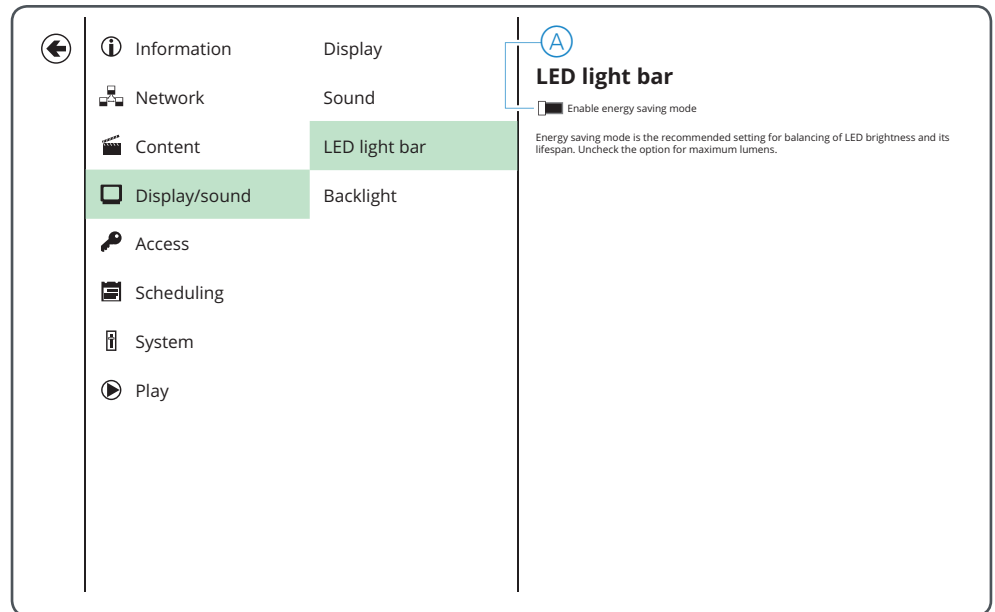 Information
Network
Content
Display/sound
Access
Scheduling
System
Play
Display
Sound
LED light bar
Backlight
A
LED light bar
Enable energy saving mode
Energy saving mode is the recommended setting for balancing of LED brightness and its
lifespan. Uncheck the option for maximum lumens.